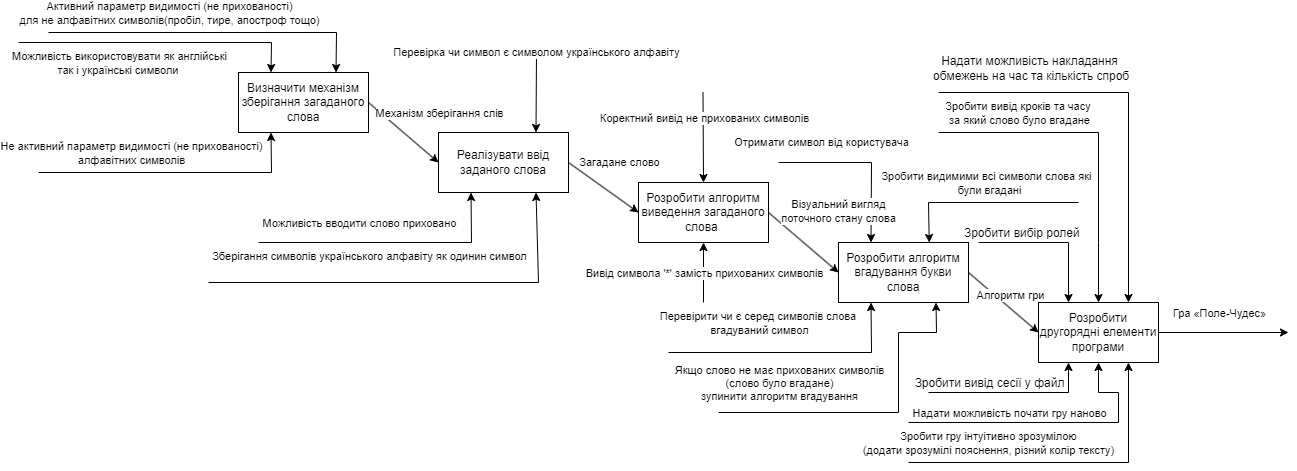 Активний параметр видимості (не прихованості)
для не алфавітних символів(пробіл, тире, апостроф тощо)
Можливість використовувати як англійські
так і українські символи
Визначити механізм
зберігання загаданого
слова
Не активний параметр видимості (не прихованості)
алфавітних символів
Механізм зберігання слів
Перевірка чи символ є символом українського алфавіту
Реалізувати ввід
заданого слова
Можливість вводити слово приховано
Зберігання символів українського алфавіту як одинин символ
Загадане слово
Коректний вивід не прихованих символів
Розробити алгоритм
виведення загаданого
слова
Вивід символа '*' замість прихованих символів
Візуальний вигляд
поточного стану слова
Отримати символ від користувача
Зробити видимими всі символи слова які
були вгадані
Розробити алгоритм
вгадування букви
слова
Перевірити чи є серед символів слова
вгадуваний символ
Якщо слово не має прихованих символів
(слово було вгадане)
зупинити алгоритм вгадування
Алгоритм гри
Надати можливість накладання
обмежень на час та кількість спроб
Зробити вивід кроків та часу
за який слово було вгадане
Зробити вибір ролей
Розробити
другорядні елементи
програми
Зробити вивід сесії у файл
Надати можливість почати гру наново
Зробити гру інтуітивно зрозумілою
(додати зрозумілі пояснення, різний колір тексту)
Гра «Поле-Чудес»